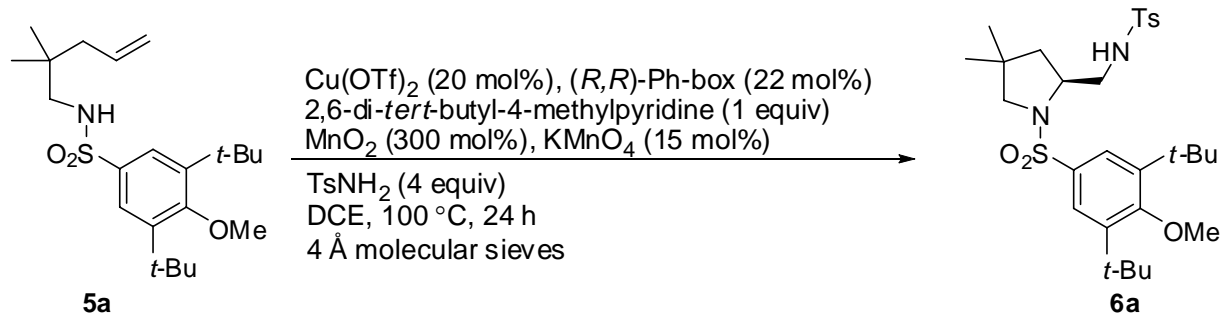 NH
O2S
t-Bu
OMe
t-Bu
5a
Cu(OTf)2 (20 mol%), (R,R)-Ph-box (22 mol%)
2,6-di-tert-butyl-4-methylpyridine (1 equiv)
MnO2 (300 mol%), KMnO4 (15 mol%)
TsNH2 (4 equiv)
DCE, 100 °C, 24 h
4 Å molecular sieves
Ts
HN
N
O2S
t-Bu
OMe
t-Bu
6a